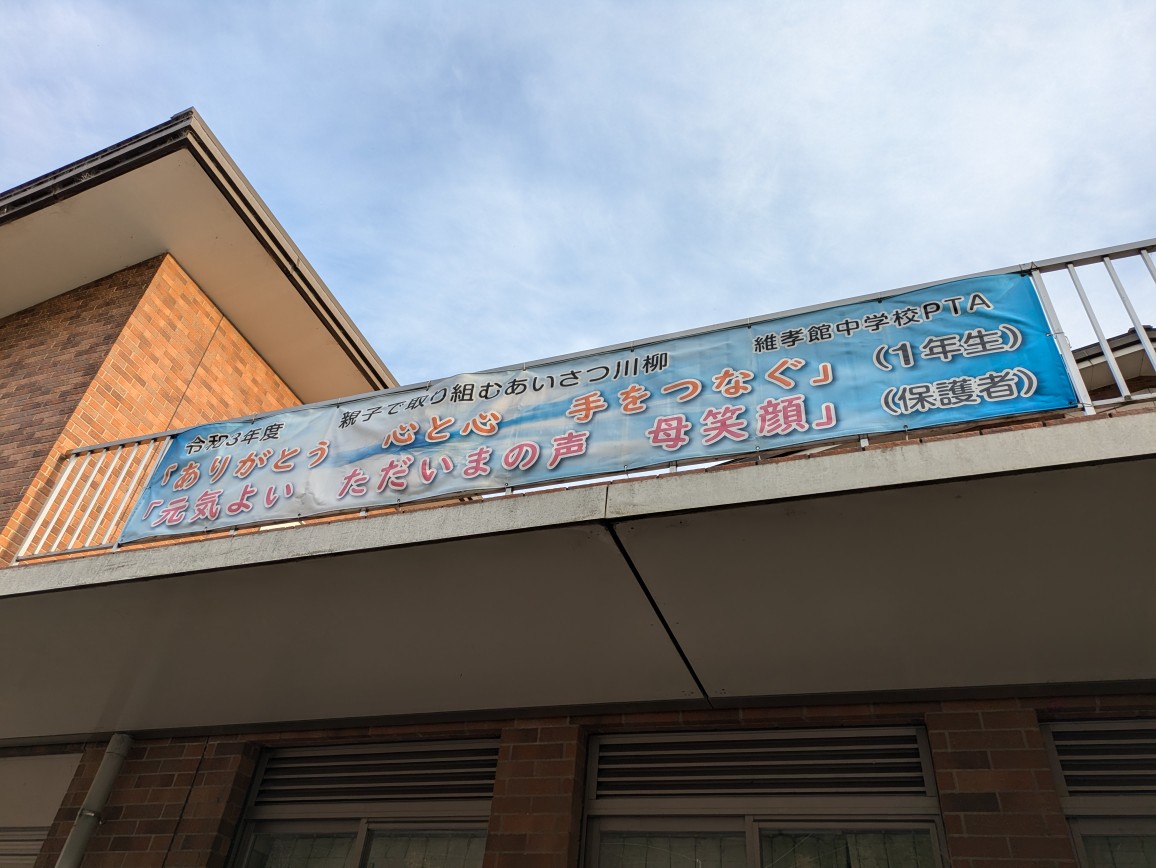 令和3年度 親子で取り組むあいさつ川柳 維孝館中学校PTA
「ありがとう 心と心 手をつなぐ」(1年生)
「元気よい ただいまの声 母笑顔」(保護者)